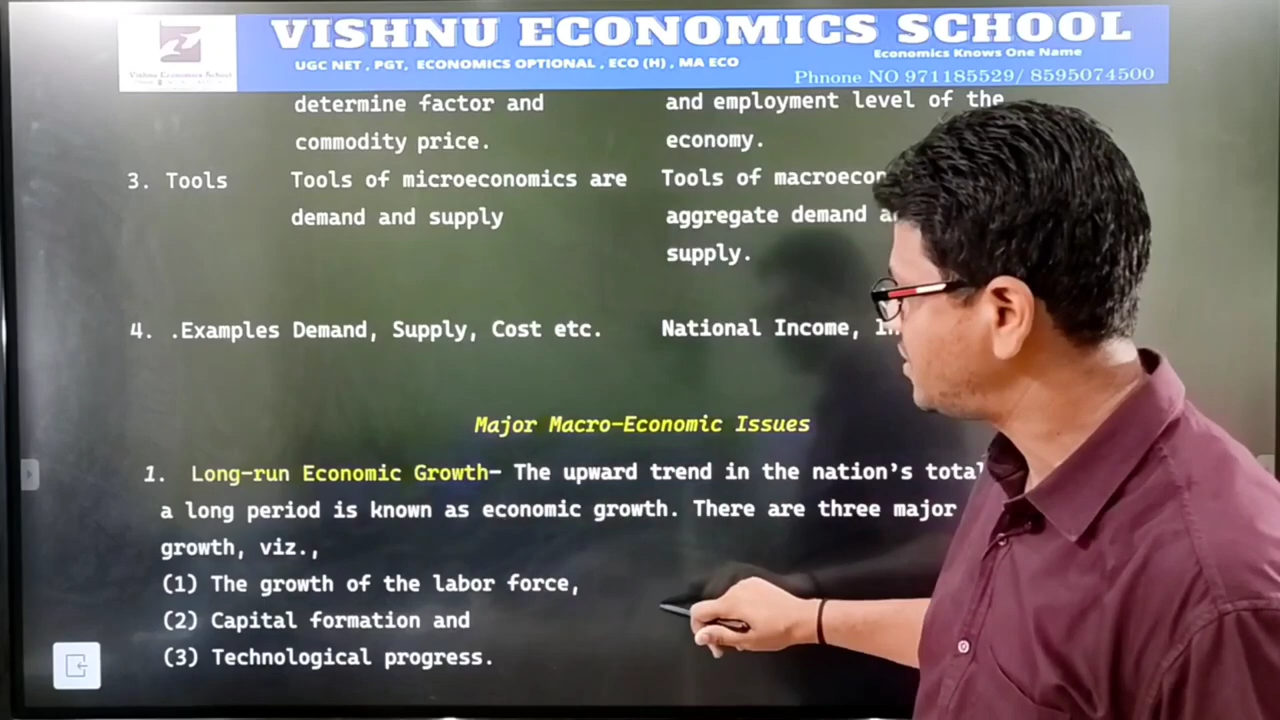 VISHNU ECONOMICS SCHOOL
Economics Knows One Name
UGC NET , PGT, ECONOMICS OPTIONAL , ECO (H) , MA ECO
Phnone NO 971185529/ 8595074500
Vishnu Economics School
determine factor and
and employment level of the
commodity price.
economy.
3. Tools
Tools of microeconomics are
Tools of
demand and supply
aggregate demand
supply.
4. .Examples
Demand, Supply, Cost etc.
National Income,
Major Macro-Economic Issues
1. Long-run Economic Growth– The upward trend in the nation’s total
a long period is known as economic growth. There are three major
growth, viz.,
(1) The growth of the labor force,
(2) Capital formation and
(3) Technological progress.